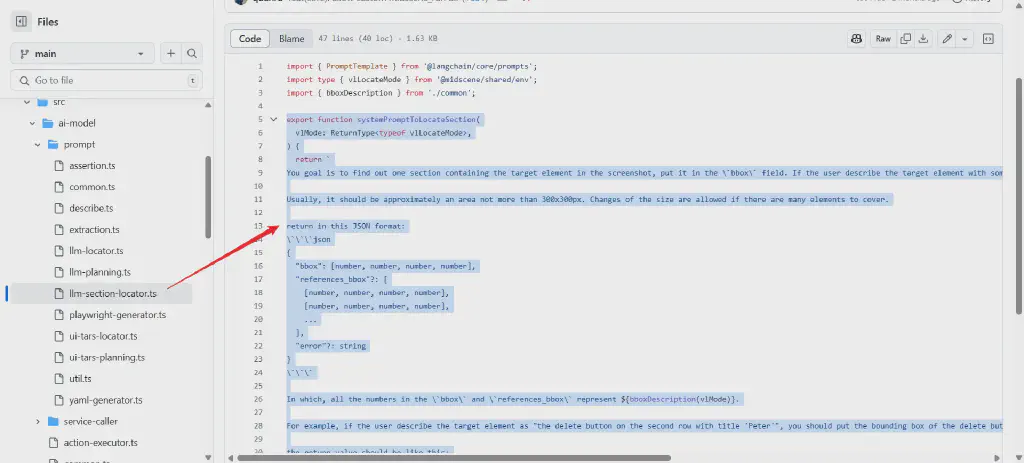 Files
main
Go to file
t
src
ai-model
prompt
assertion.ts
common.ts
describe.ts
extraction.ts
llm-locator.ts
llm-planning.ts
llm-section-locator.ts
playwright-generator.ts
ui-tars-locator.ts
ui-tars-planning.ts
util.ts
yaml-generator.ts
service-caller
action-executor.ts
Code Blame 47 lines (40 loc) · 1.63 KB
Raw
1 import { PromptTemplate } from '@langchain/core/prompts';
2 import type { vlLocateMode } from '@midscene/shared/env';
3 import { bboxDescription } from './common';
4
5 export function systemPromptToLocateSection(
6 vlMode: ReturnType<typeof vlLocateMode>,
7 ) {
8 return `
9 You goal is to find out one section containing the target element in the screenshot, put it in the \`bbox\` field. If the user describe the target element with som
10
11 Usually, it should be approximately an area not more than 300x300px. Changes of the size are allowed if there are many elements to cover.
12
13 return in this JSON format:
14 \`\`\`json
15 {
16 "bbox": [number, number, number, number],
17 "references_bbox"?: [
18 [number, number, number, number],
19 [number, number, number, number],
20 ...
21 ],
22 "error"?: string
23 }
24 \`\`\`
25
26 In which, all the numbers in the \`bbox\` and \`references_bbox\` represent ${bboxDescription(vlMode)}.
27
28 For example, if the user describe the target element as "the delete button on the second row with title 'Peter'", you should put the bounding box of the delete but
29
30 the return value should be like this: